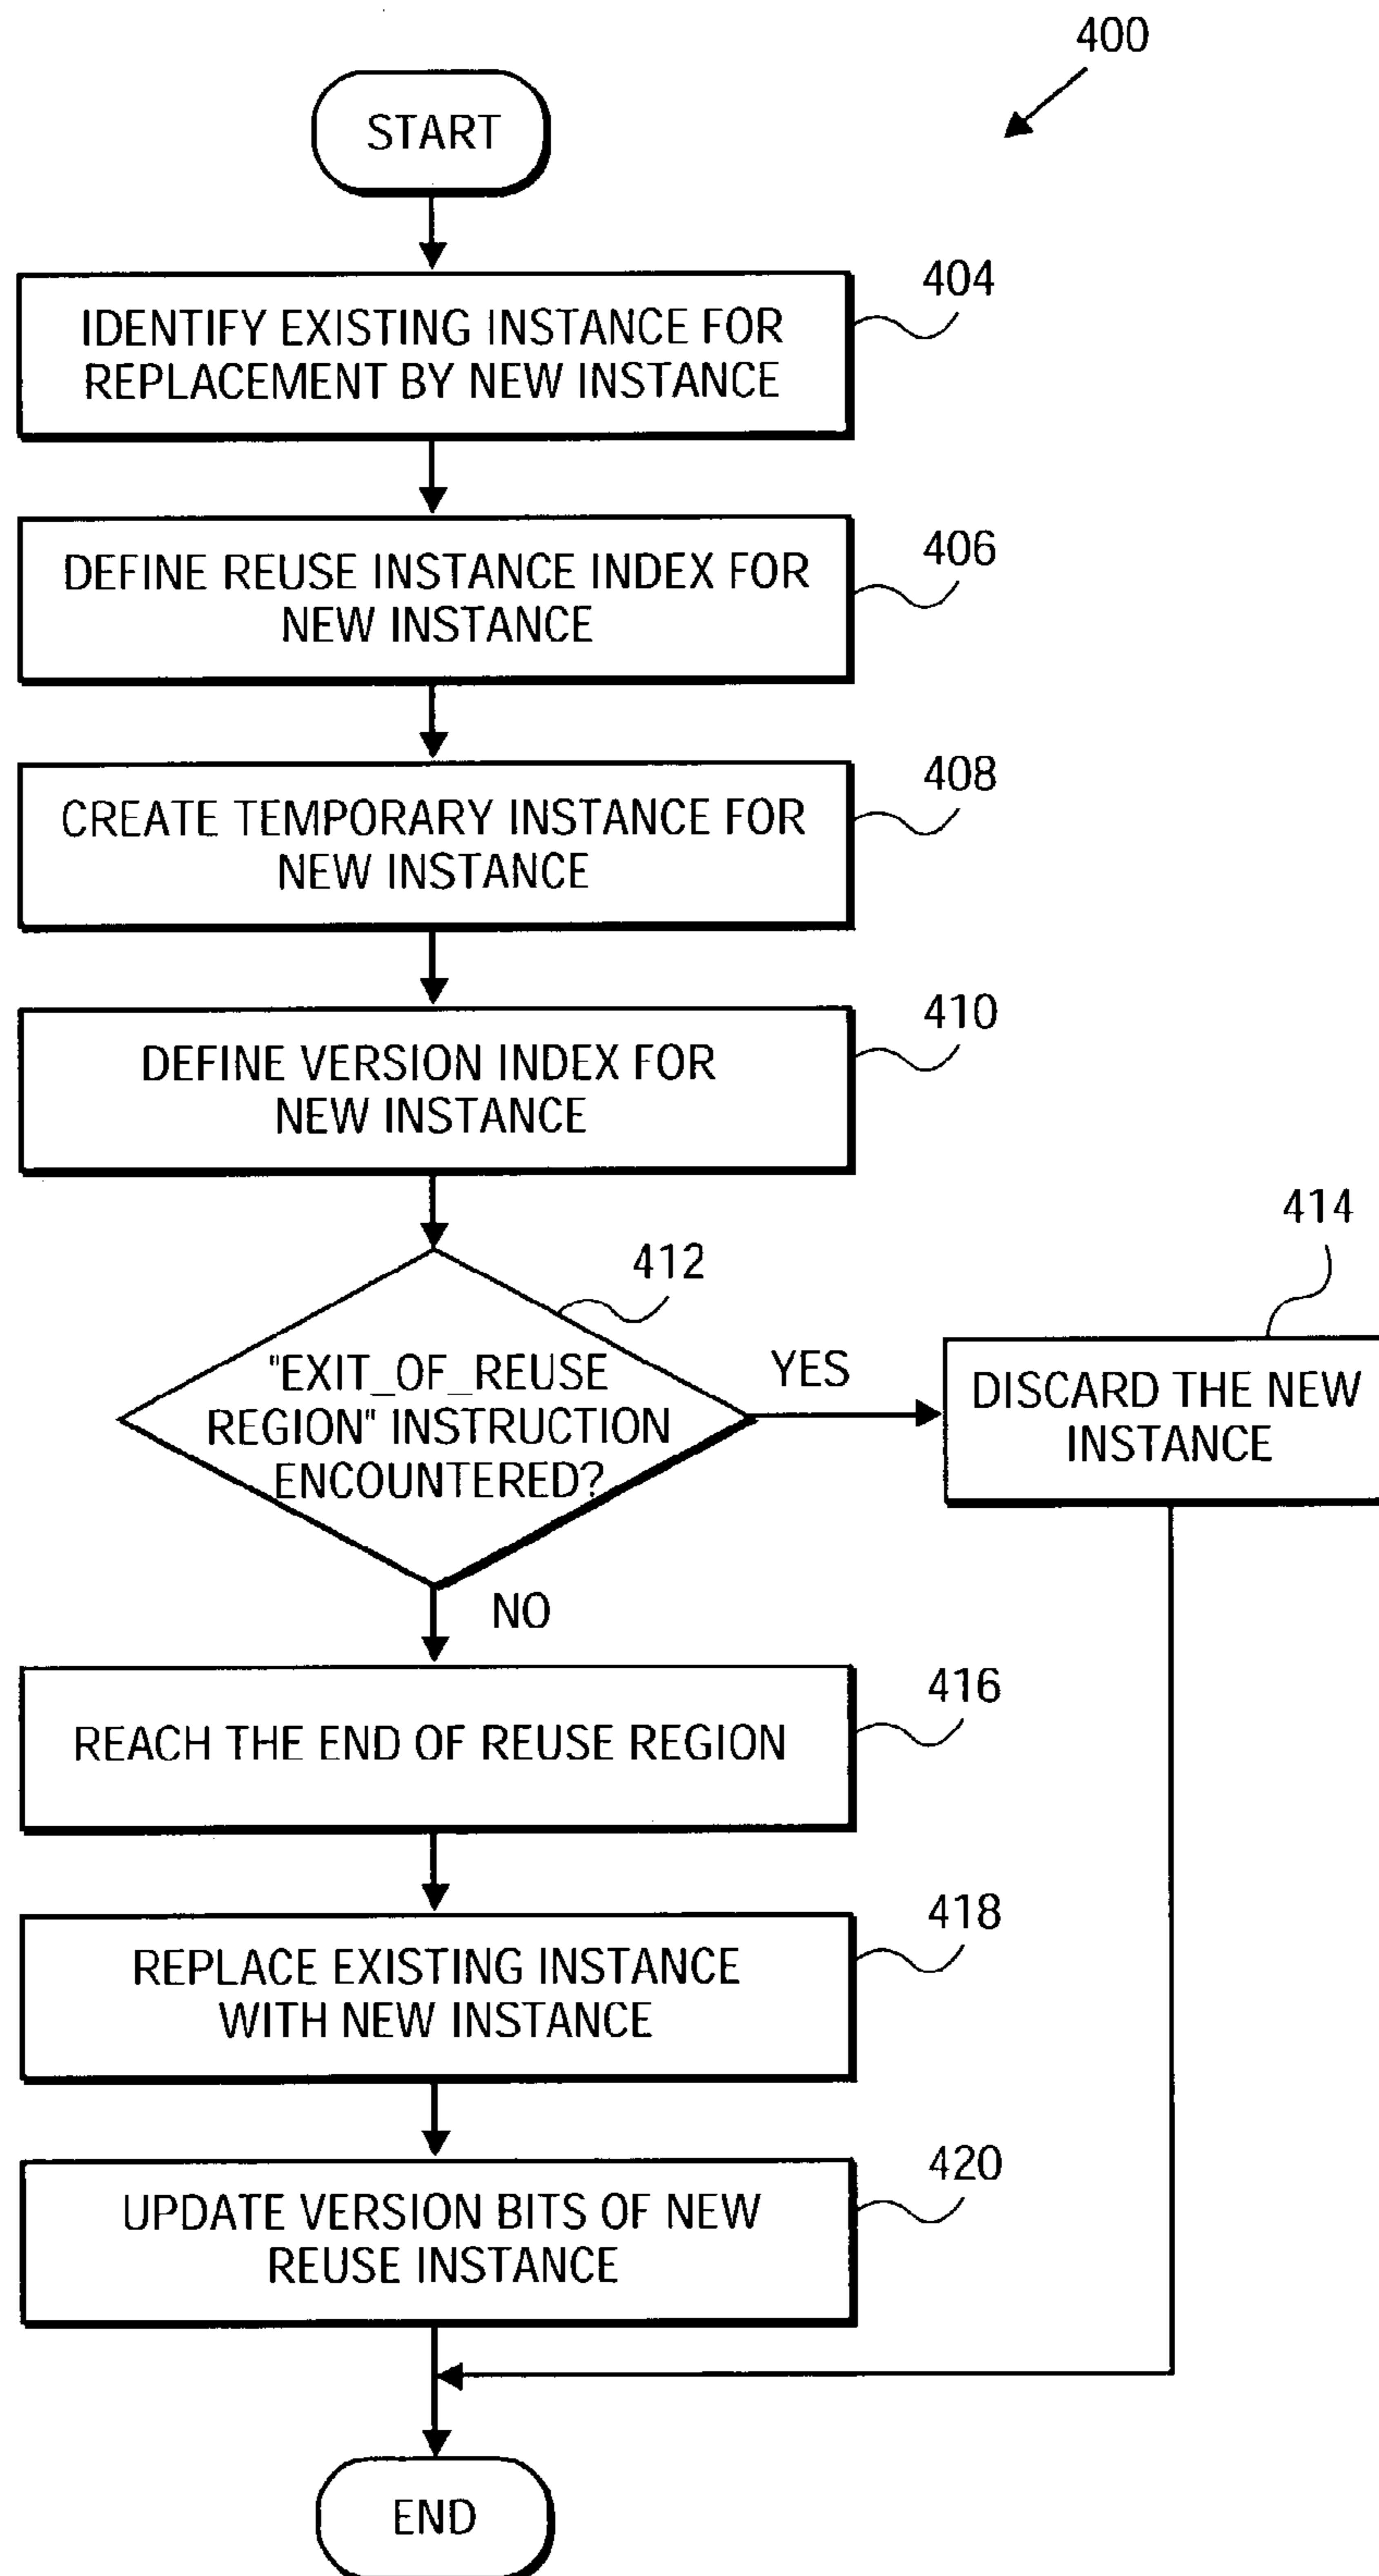 400
START
404
IDENTIFY EXISTING INSTANCE FOR
REPLACEMENT BY NEW INSTANCE
406
DEFINE REUSE INSTANCE INDEX FOR
NEW INSTANCE
408
CREATE TEMPORARY INSTANCE FOR
NEW INSTANCE
410
DEFINE VERSION INDEX FOR
NEW INSTANCE
412
"EXIT_OF_REUSE
REGION" INSTRUCTION
ENCOUNTERED?
YES
414
DISCARD THE NEW
INSTANCE
NO
416
REACH THE END OF REUSE REGION
418
REPLACE EXISTING INSTANCE
WITH NEW INSTANCE
420
UPDATE VERSION BITS OF NEW
REUSE INSTANCE
END